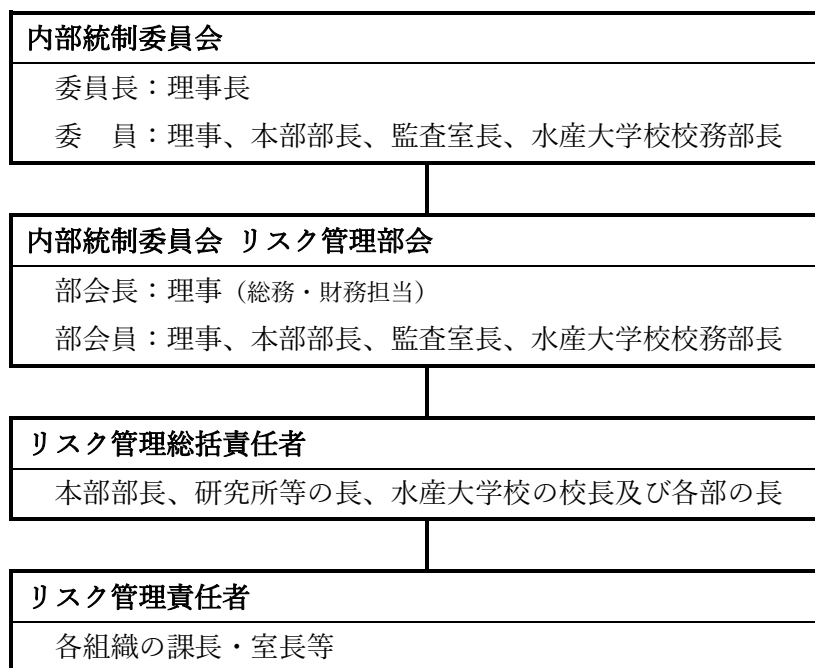 内部統制委員会
委員長：理事長
委　員：理事、本部部長、監査室長、水産大学校校務部長
内部統制委員会 リスク管理部会
部会長：理事（総務・財務担当）
部会員：理事、本部部長、監査室長、水産大学校校務部長
リスク管理総括責任者
本部部長、研究所等の長、水産大学校の校長及び各部の長
リスク管理責任者
各組織の課長・室長等